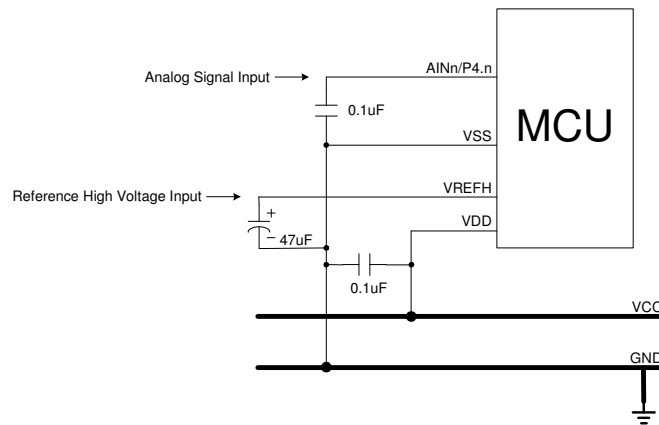 AINn/P4.n
Analog Signal Input
0.1uF
VSS
MCU
Reference High Voltage Input
VREFH
+
VDD
− 47uF
0.1uF
VCC
GND